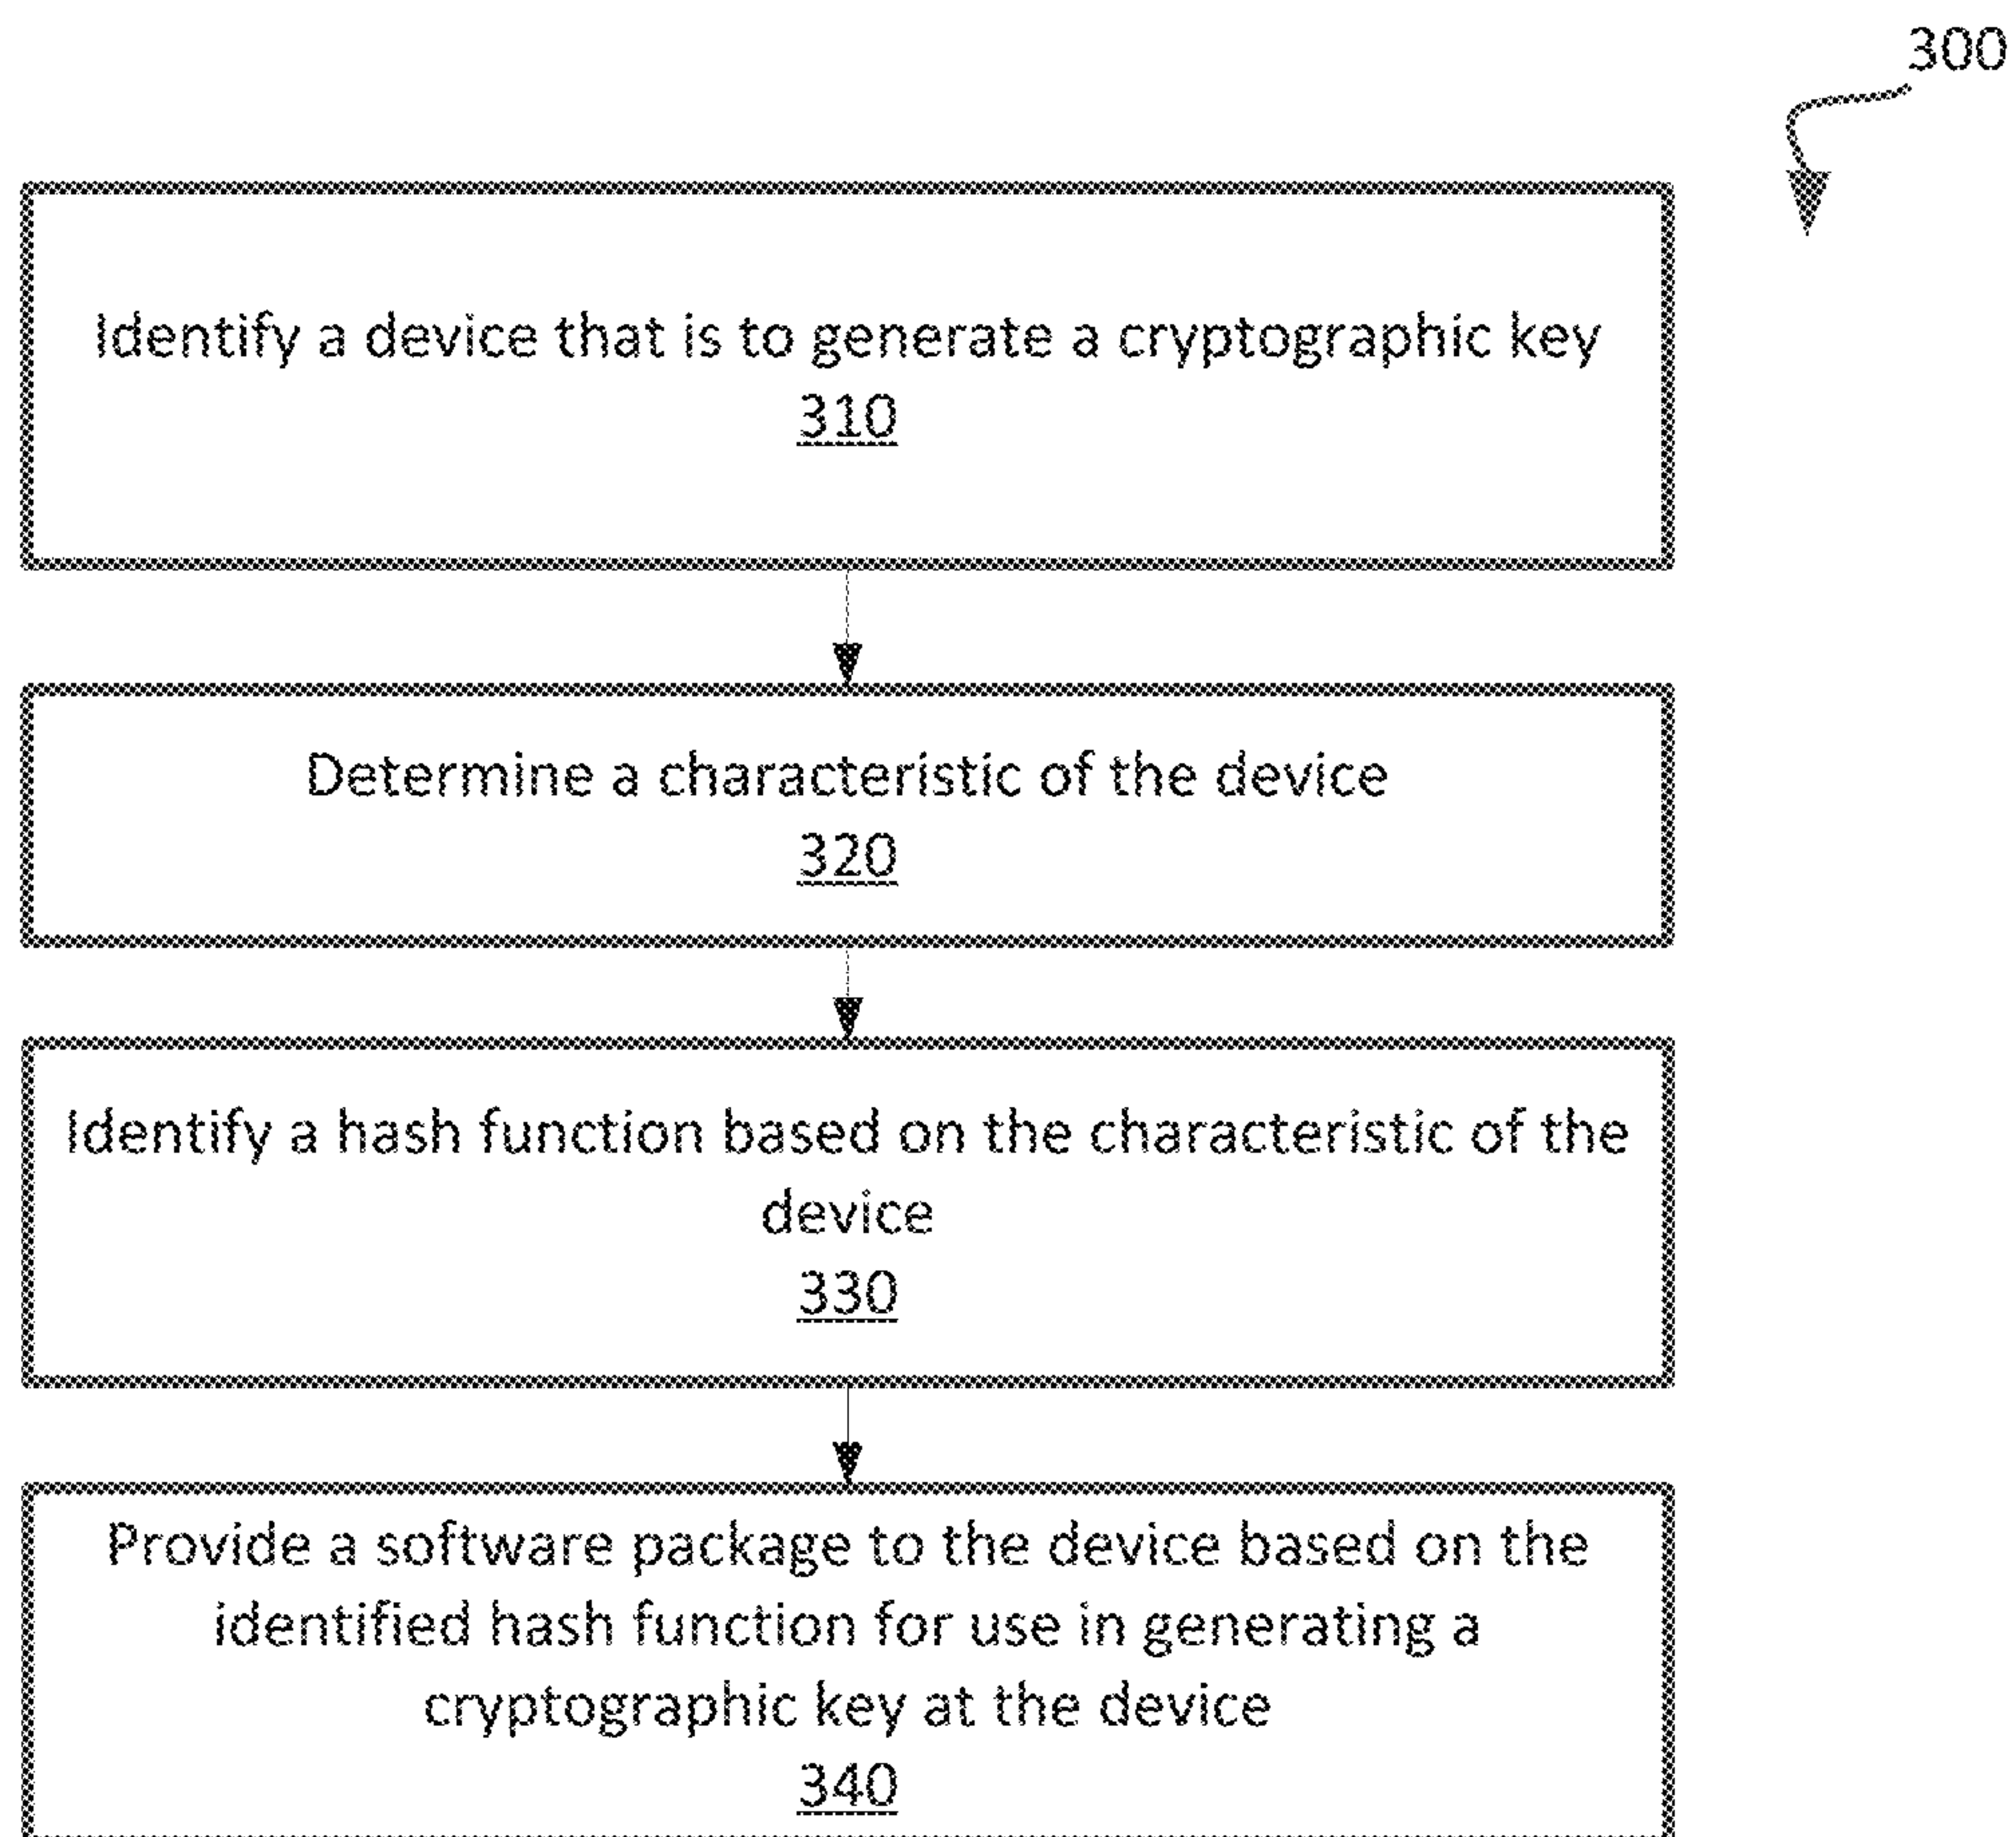 300
Identify a device that is to generate a cryptographic key
310
Determine a characteristic of the device
320
Identify a hash function based on the characteristic of the
device
330
Provide a software package to the device based on the
identified hash function for use in generating a
cryptographic key at the device
340